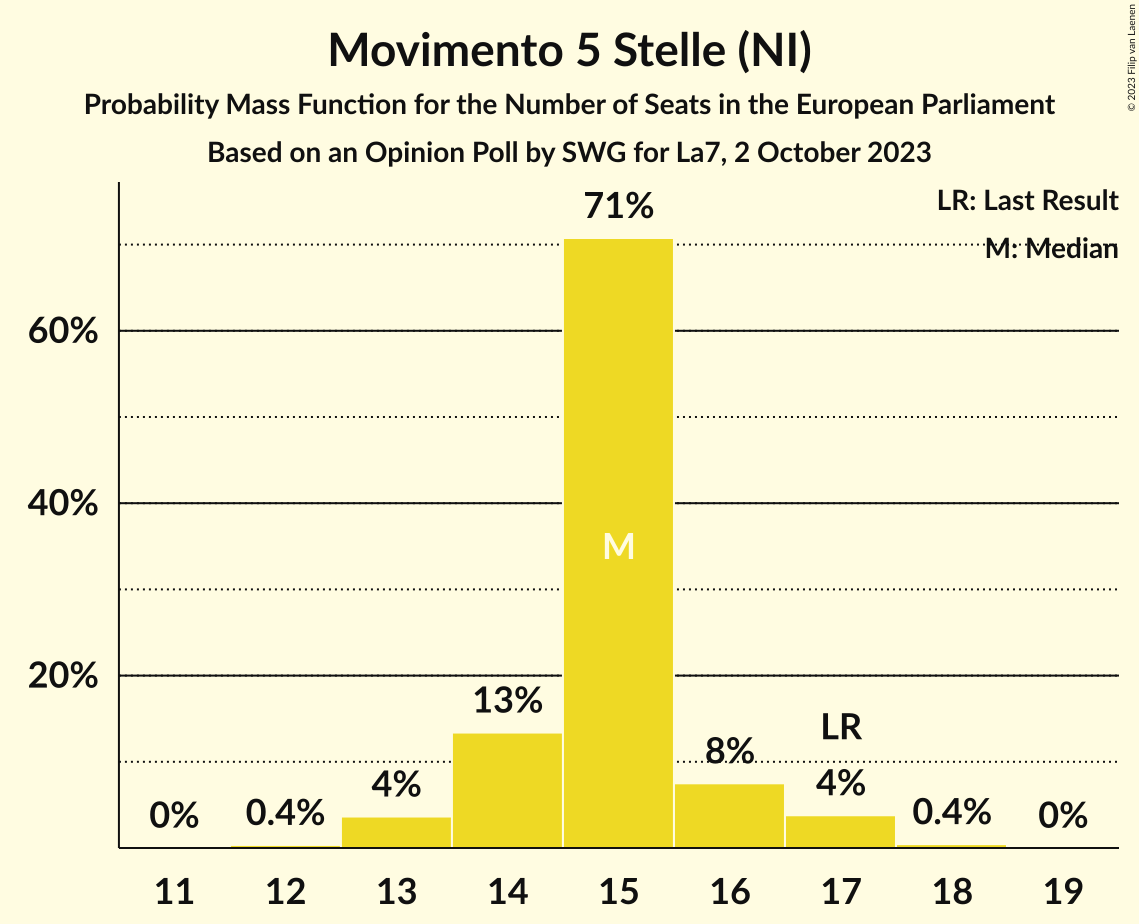 Movimento 5 Stelle (NI)
Probability Mass Function for the Number of Seats in the European Parliament
Based on an Opinion Poll by SWG for La7, 2 October 2023
© 2023 Filip van Laenen
LR: Last Result
M: Median
60%
40%
20%
0%
0.4%
4%
13%
71%
M
8%
LR
4%
0.4%
0%
11 12 13 14 15 16 17 18 19